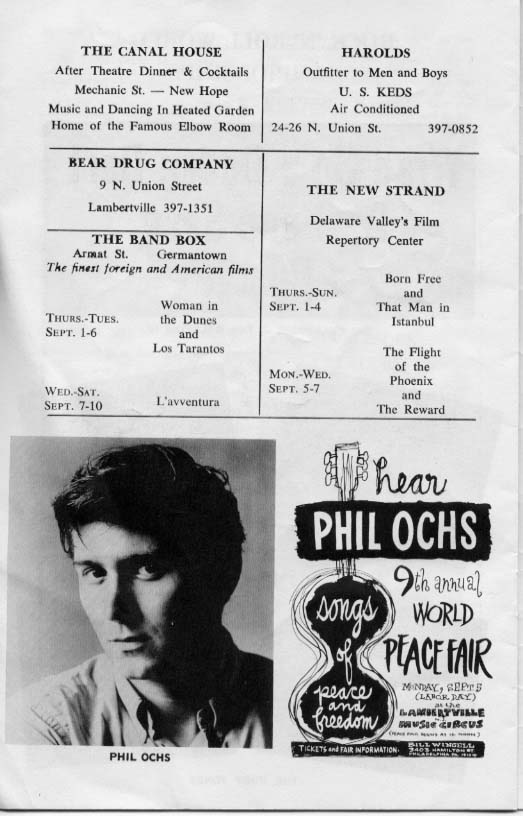 THE CANAL HOUSE
After Theatre Dinner & Cocktails
Mechanic St. — New Hope
Music and Dancing In Heated Garden
Home of the Famous Elbow Room
HAROLDS
Outfitter to Men and Boys
U. S. KEDS
Air Conditioned
24-26 N. Union St. 397-0852
BEAR DRUG COMPANY
9 N. Union Street
Lambertville 397-1351
THE BAND BOX
Armat St. Germantown
The finest foreign and American films
THURS.-TUES.
SEPT. 1-6
Woman in
the Dunes
and
Los Tarantos
WED.-SAT.
SEPT. 7-10
L'avventura
THE NEW STRAND
Delaware Valley's Film
Repertory Center
THURS.-SUN.
SEPT. 1-4
Born Free
and
That Man in
Istanbul
MON.-WED.
SEPT. 5-7
The Flight
of the
Phoenix
and
The Reward
PHIL OCHS
hear
PHIL OCHS
9th annual
WORLD
PEACE FAIR
songs
of
peace
and
freedom
MONDAY, SEPT 5
(LABOR DAY)
at the
LAMBERTVILLE
MUSIC CIRCUS
TICKETS and FAIR INFORMATION:
BILL WINGELL
2403 HAMILTON ST
PHILADELPHIA PA